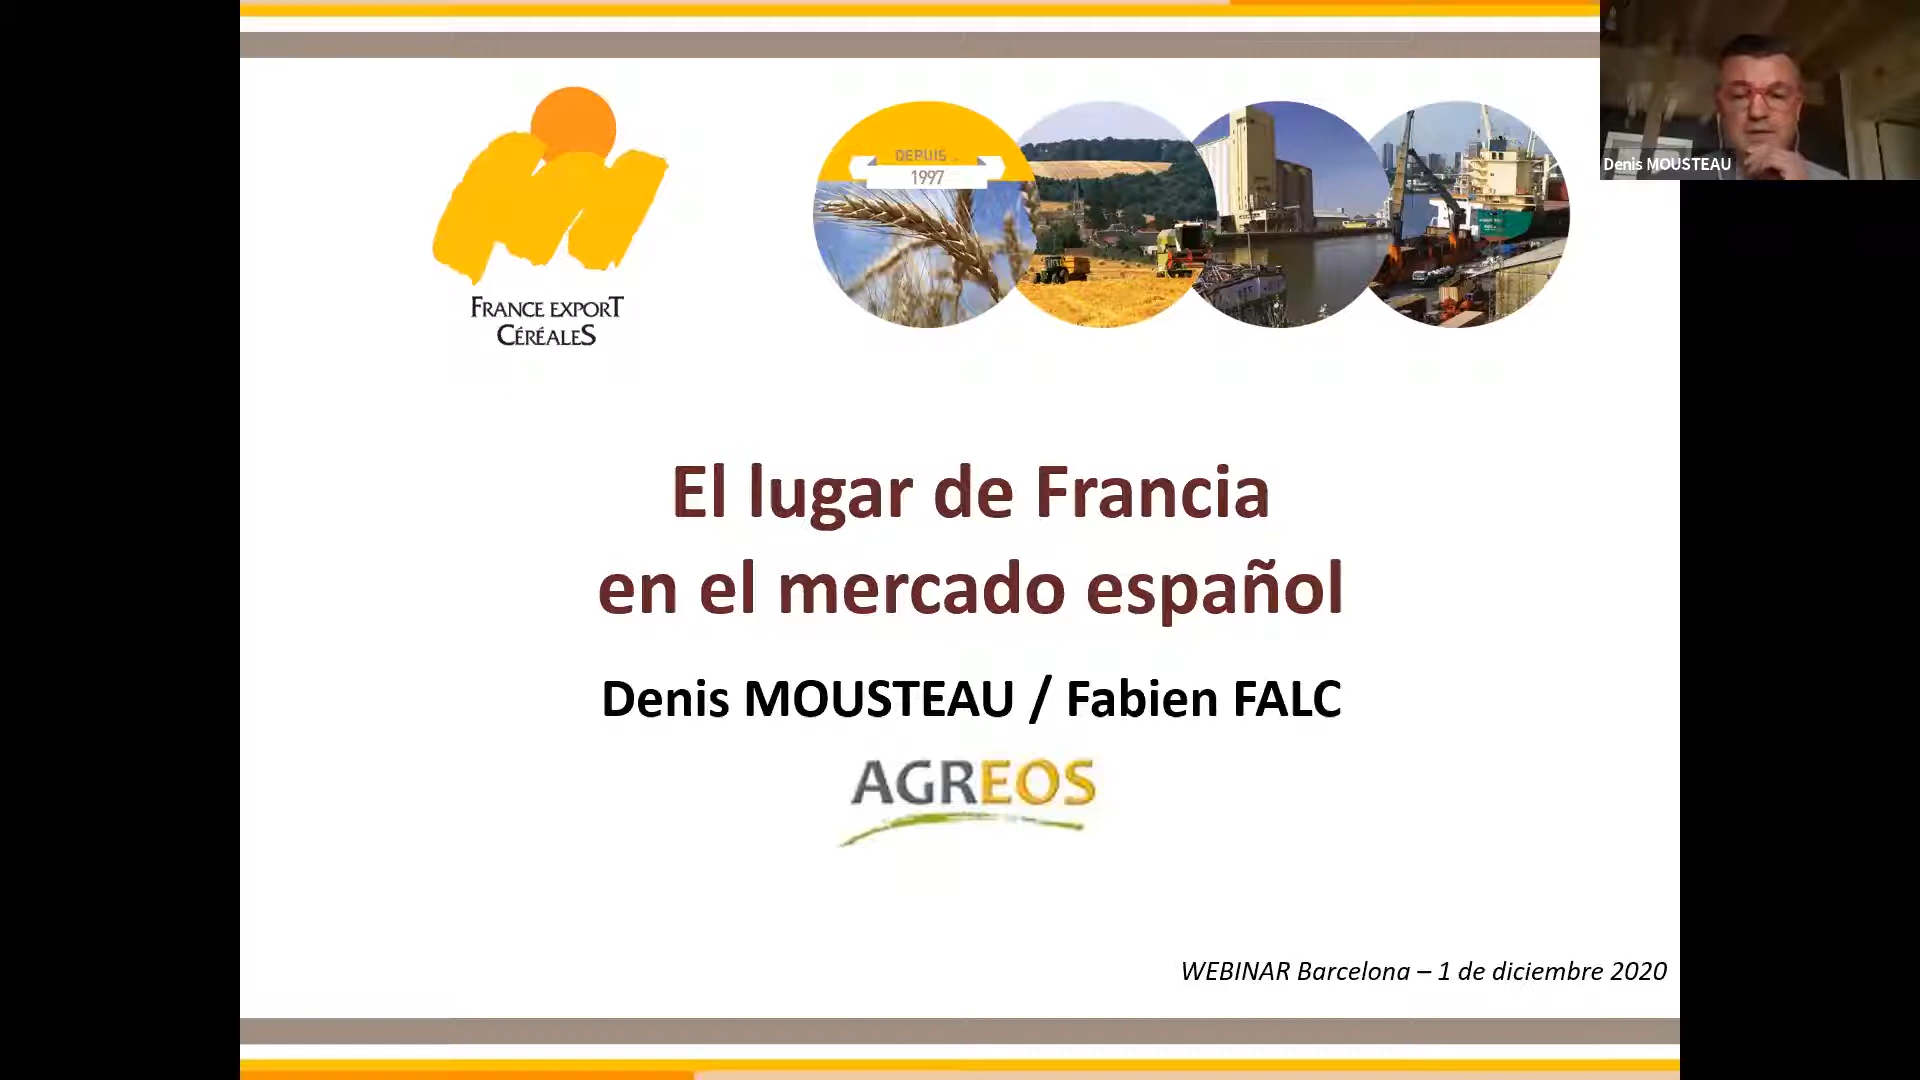 DEPUIS
1997
FRANCE EXPORT
CÉRÉALES
Denis MOUSTEAU
El lugar de Francia
en el mercado español
Denis MOUSTEAU / Fabien FALC
AGREOS
WEBINAR Barcelona – 1 de diciembre 2020